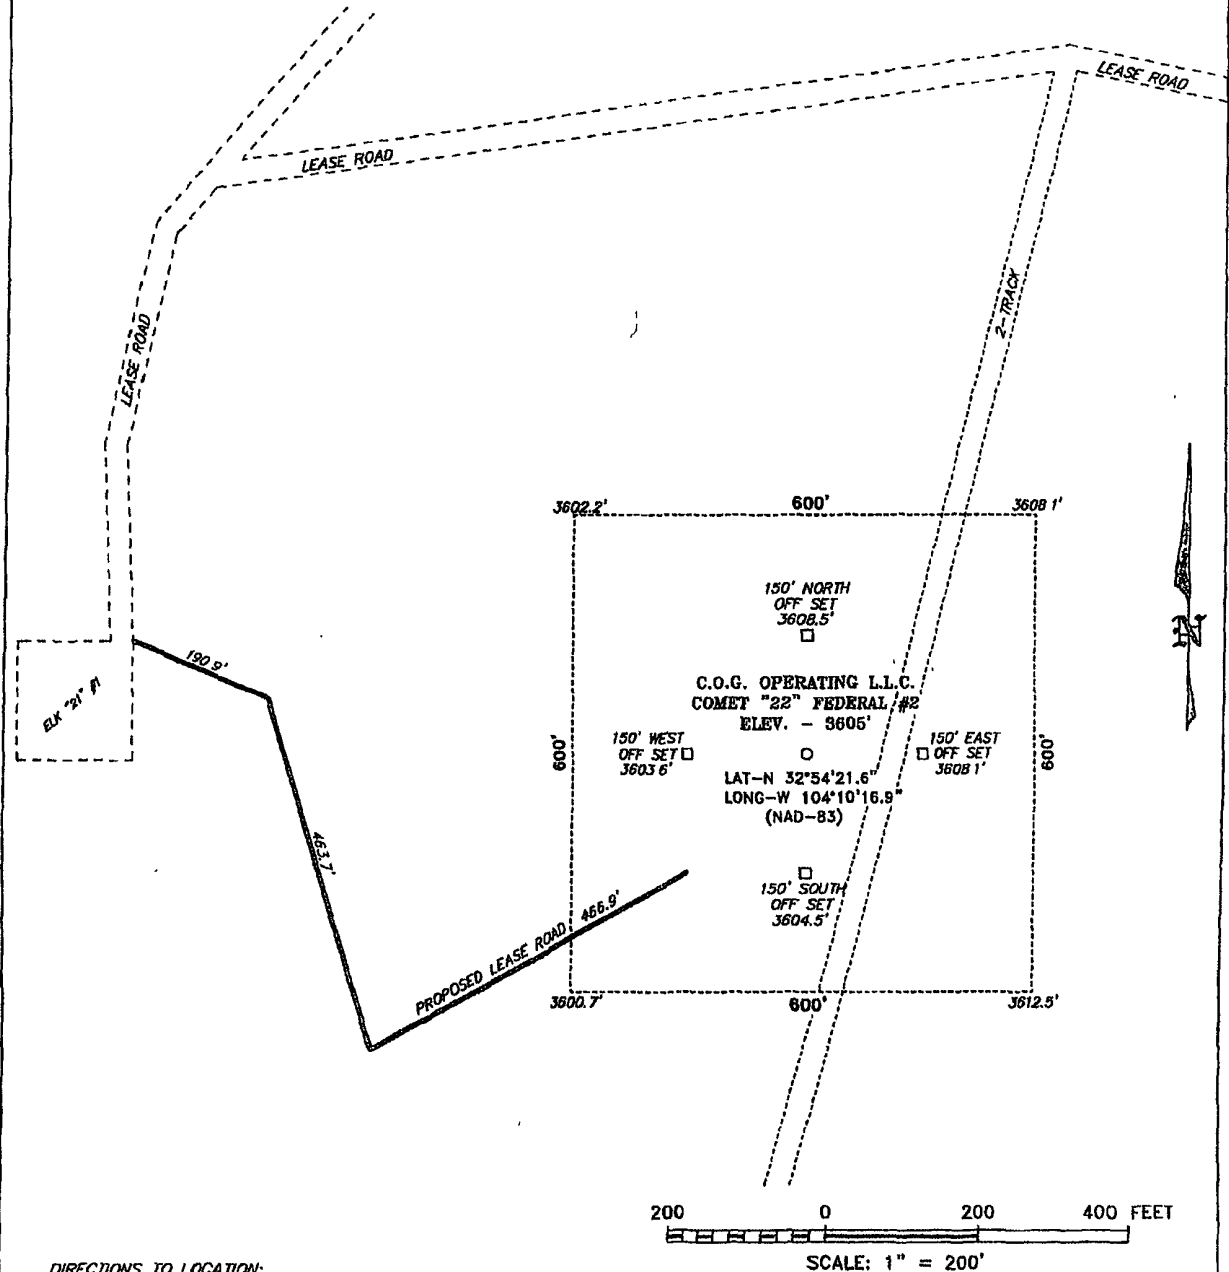 LEASE ROAD
LEASE ROAD
LEASE ROAD
2-TRACK
3602.2'
600'
3608 1'
150' NORTH
OFF SET
3608.5'
190 9'
ELK "21" #1
C.O.G. OPERATING L.L.C.
COMET "22" FEDERAL #2
ELEV. - 3605'
600'
150' WEST
OFF SET
3603 6'
150' EAST
OFF SET
3608 1'
600'
LAT-N 32°54'21.6"
LONG-W 104°10'16.9"
(NAD-83)
463.7'
150' SOUTH
OFF SET
3604.5'
PROPOSED LEASE ROAD 466.9'
3600.7'
600'
3612.5'
200 0 200 400 FEET
SCALE: 1" = 200'
DIRECTIONS TO LOCATION: